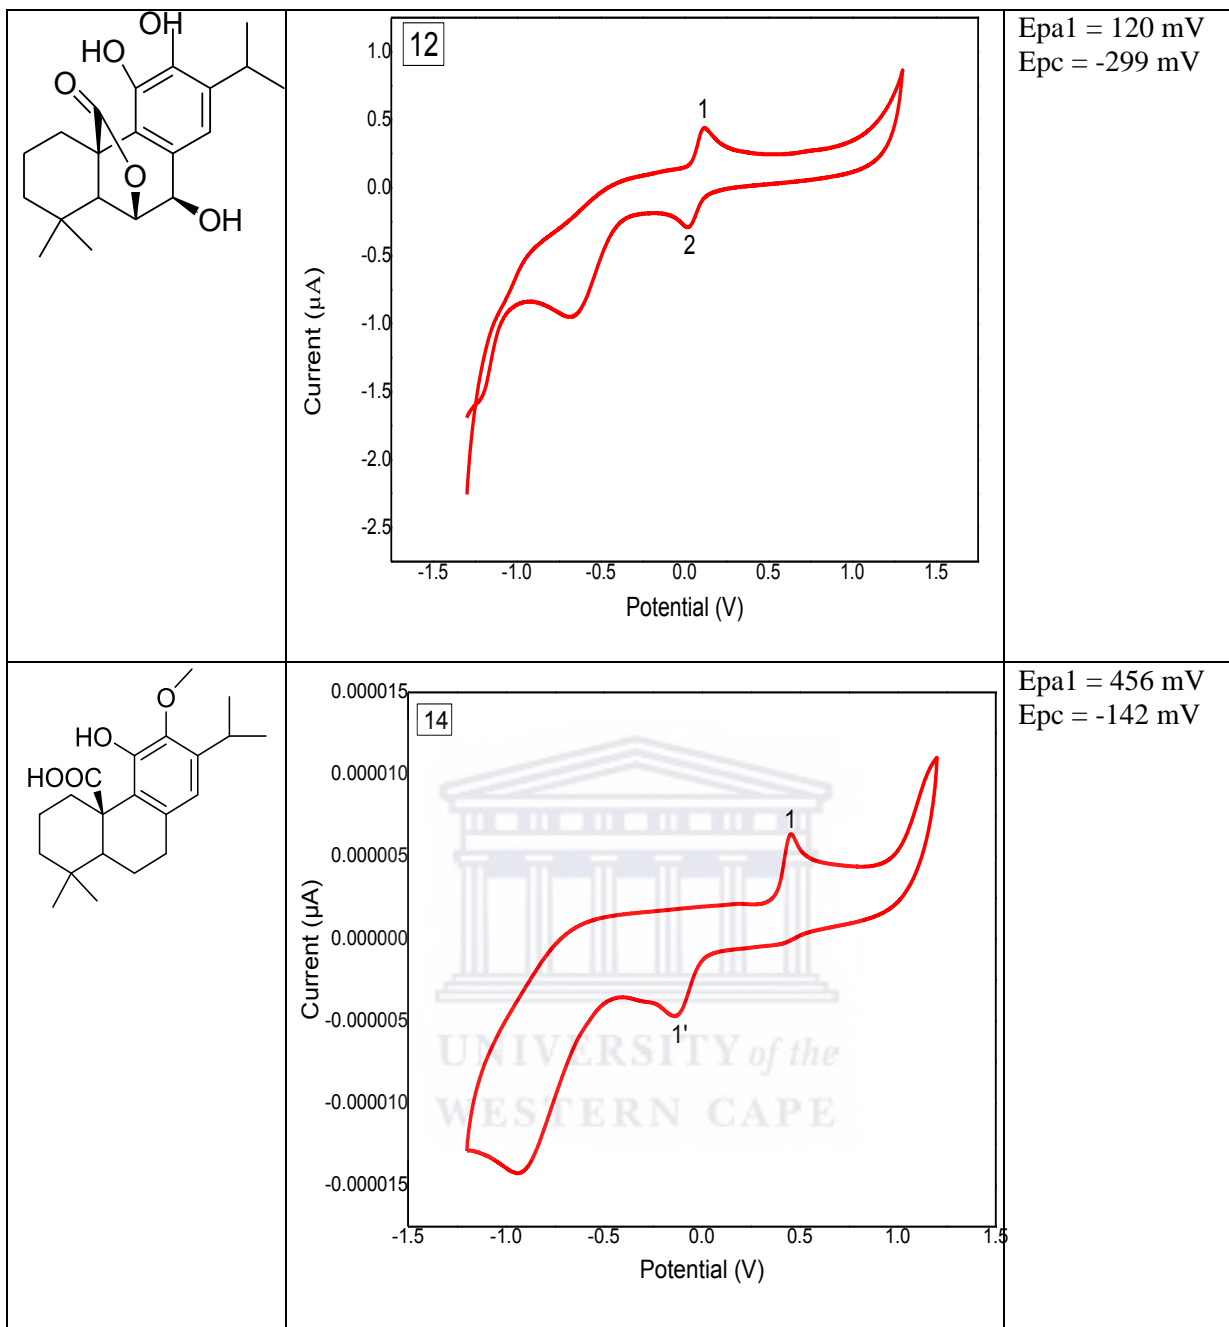 OH
HO
O
O
OH
12
1
2
1.0
0.5
0.0
-0.5
-1.0
-1.5
-2.0
-2.5
Current (µA)
-1.5 -1.0 -0.5 0.0 0.5 1.0 1.5
Potential (V)
Epa1 = 120 mV
Epc = -299 mV
O
HO
HOOC
14
1
1'
0.000015
0.000010
0.000005
0.000000
-0.000005
-0.000010
-0.000015
Current (µA)
-1.5 -1.0 -0.5 0.0 0.5 1.0 1.5
Potential (V)
UNIVERSITY of the
WESTERN CAPE
Epa1 = 456 mV
Epc = -142 mV